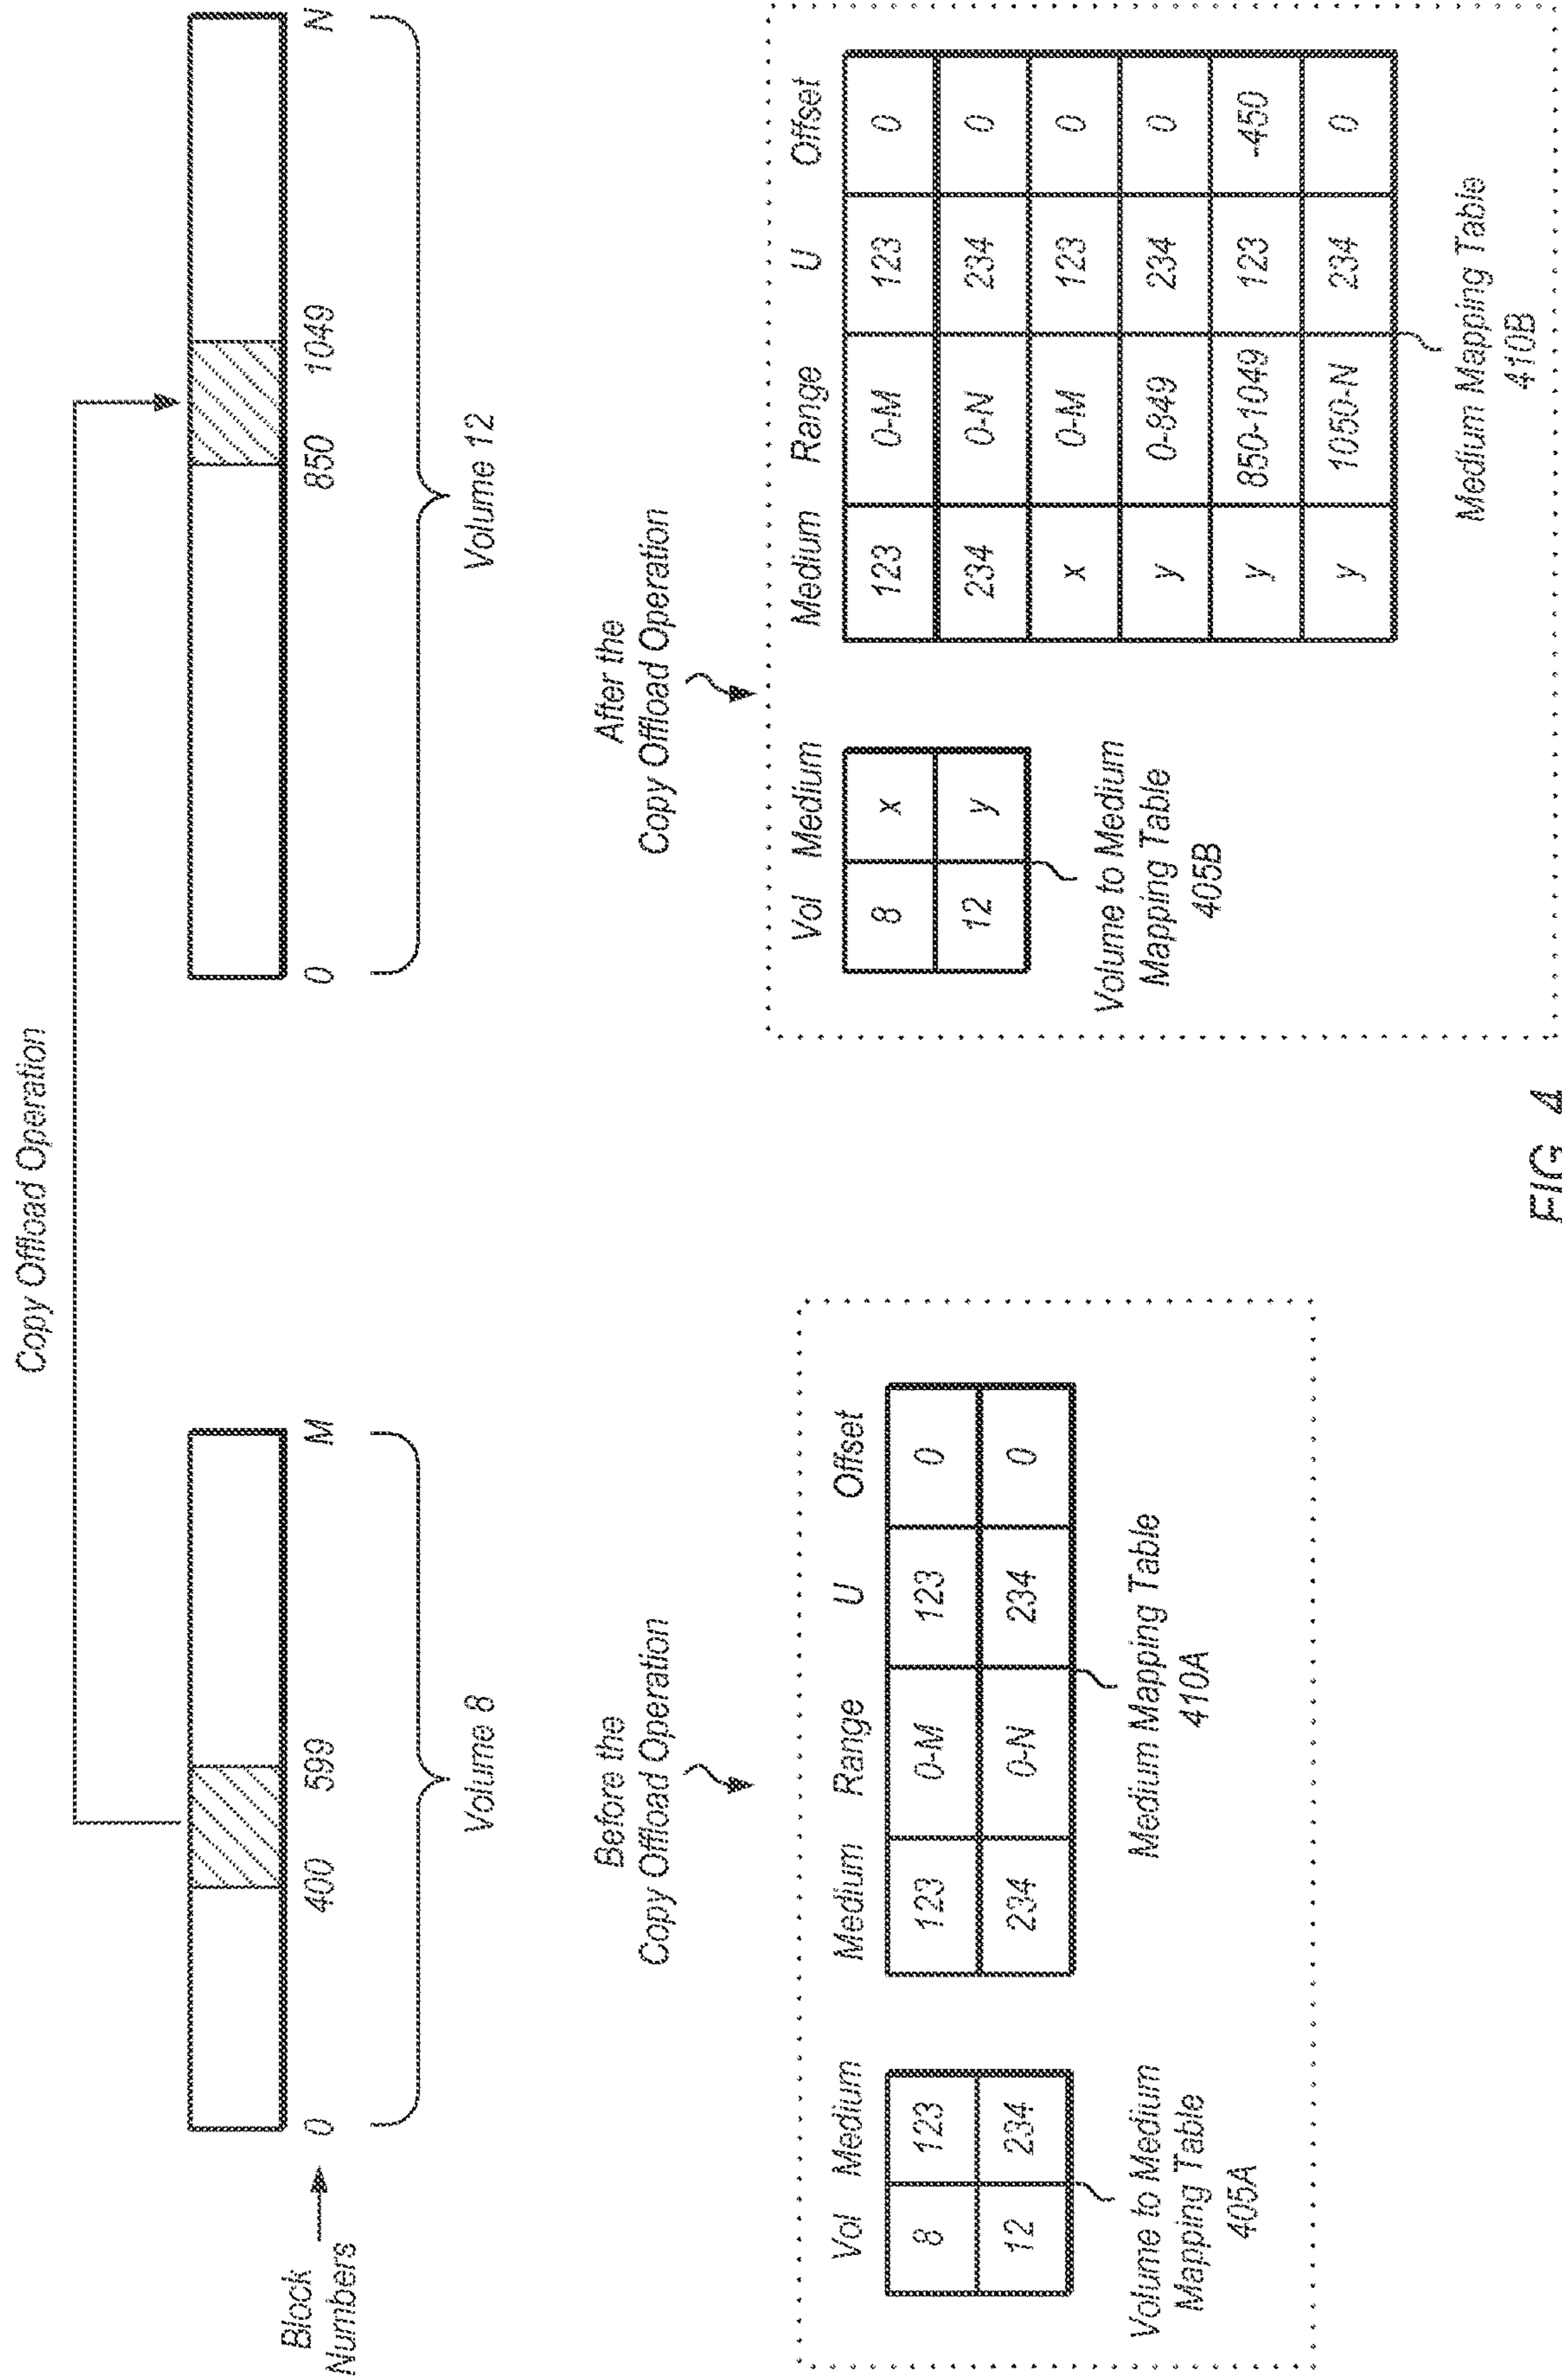 Copy Offload Operation
Block
Numbers
0 400 599 M
0 850 1049 N
Volume 8
Volume 12
Before the
Copy Offload Operation
Vol Medium
8 123
12 234
Volume to Medium
Mapping Table
405A
Medium Range U Offset
123 0-M 123 0
234 0-N 234 0
Medium Mapping Table
410A
After the
Copy Offload Operation
Vol Medium
8 x
12 y
Volume to Medium
Mapping Table
405B
Medium Range U Offset
123 0-M 123 0
234 0-N 234 0
x 0-M 123 0
y 0-849 234 0
y 850-1049 123 -450
y 1050-N 234 0
Medium Mapping Table
410B
FIG. 4